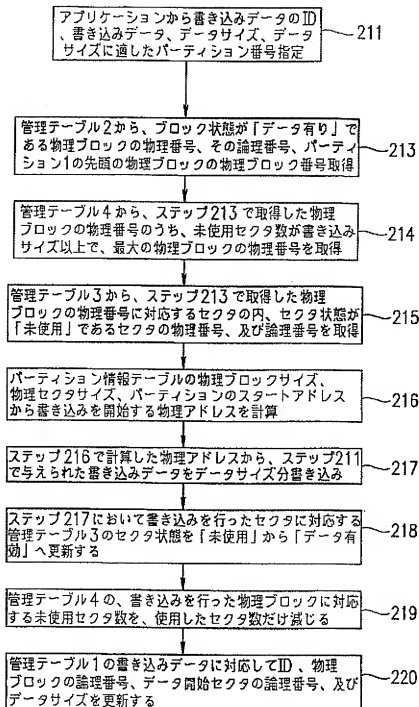 アプリケーションから書き込みデータのID
、書き込みデータ、データサイズ、データ
サイズに適したパーティション番号指定
211
管理テーブル2から、ブロック状態が「データ有り」で
ある物理ブロックの物理番号、その論理番号、パーティ
ション1の先頭の物理ブロックの物理ブロック番号取得
213
管理テーブル4から、ステップ213で取得した物理
ブロックの物理番号のうち、未使用セクタ数が書き込み
サイズ以上で、最大の物理ブロックの物理番号を取得
214
管理テーブル3から、ステップ213で取得した物理
ブロックの物理番号に対応するセクタの内、セクタ状態が
「未使用」であるセクタの物理番号、及び論理番号を取得
215
パーティション情報テーブルの物理ブロックサイズ、
物理セクタサイズ、パーティションのスタートアドレス
から書き込みを開始する物理アドレスを計算
216
ステップ216で計算した物理アドレスから、ステップ211
で与えられた書き込みデータをデータサイズ分書き込み
217
ステップ217において書き込みを行ったセクタに対応する
管理テーブル3のセクタ状態を「未使用」から「データ有
効」へ更新する
218
管理テーブル4の、書き込みを行った物理ブロックに対応
する未使用セクタ数を、使用したセクタ数だけ減じる
219
管理テーブル1の書き込みデータに対応してID、物理
ブロックの論理番号、データ開始セクタの論理番号、及び
データサイズを更新する
220